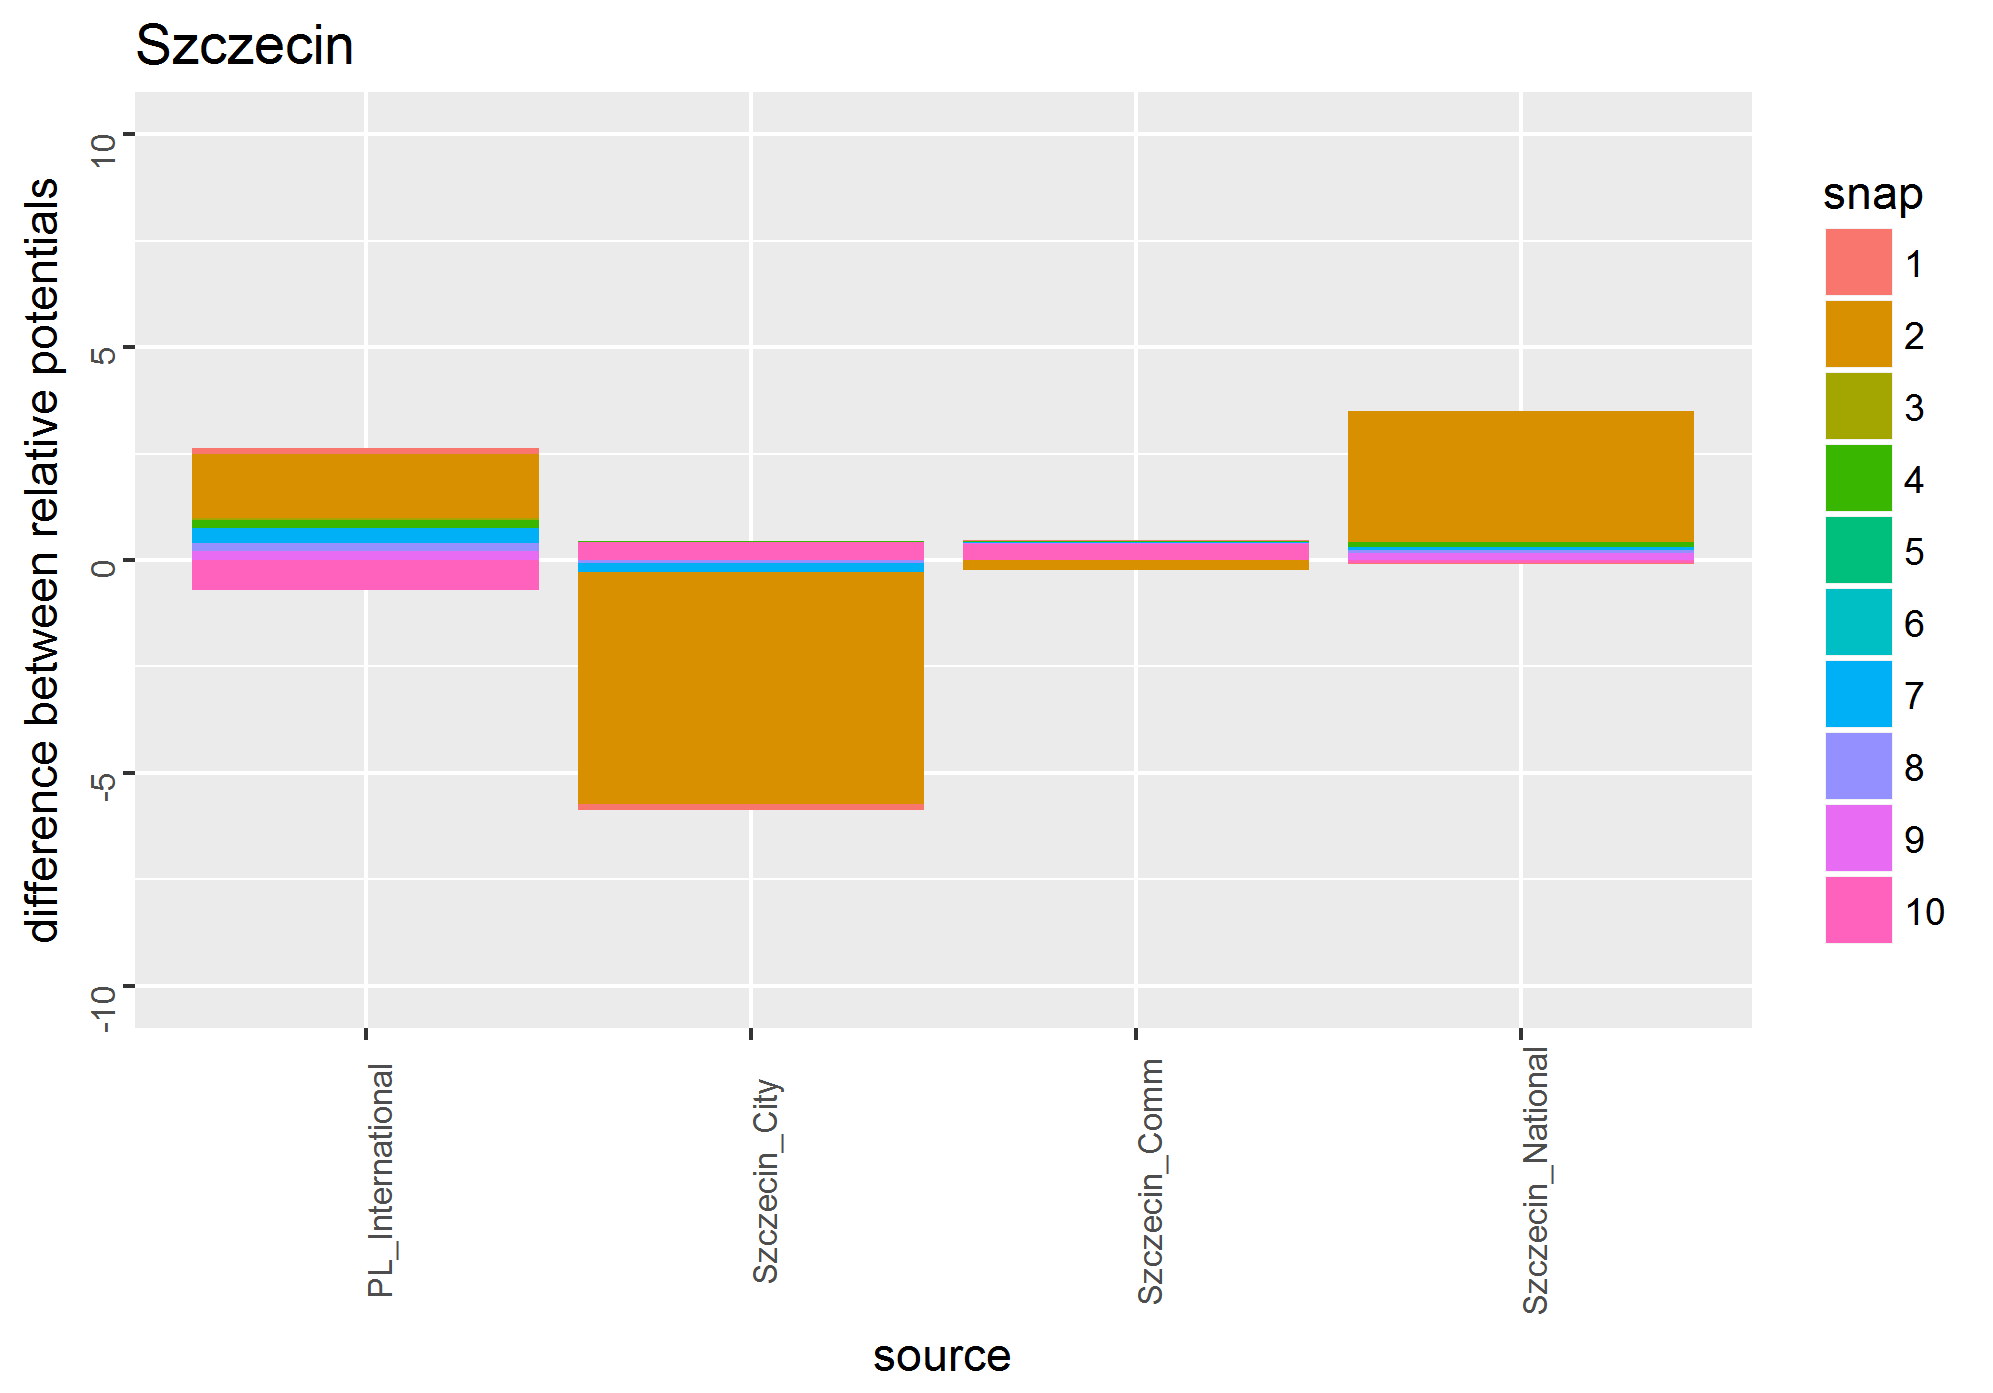 Szczecin
difference between relative potentials
10
5
0
-5
-10
PL_International
Szczecin_City
Szczecin_Comm
Szczecin_National
source
snap
1
2
3
4
5
6
7
8
9
10